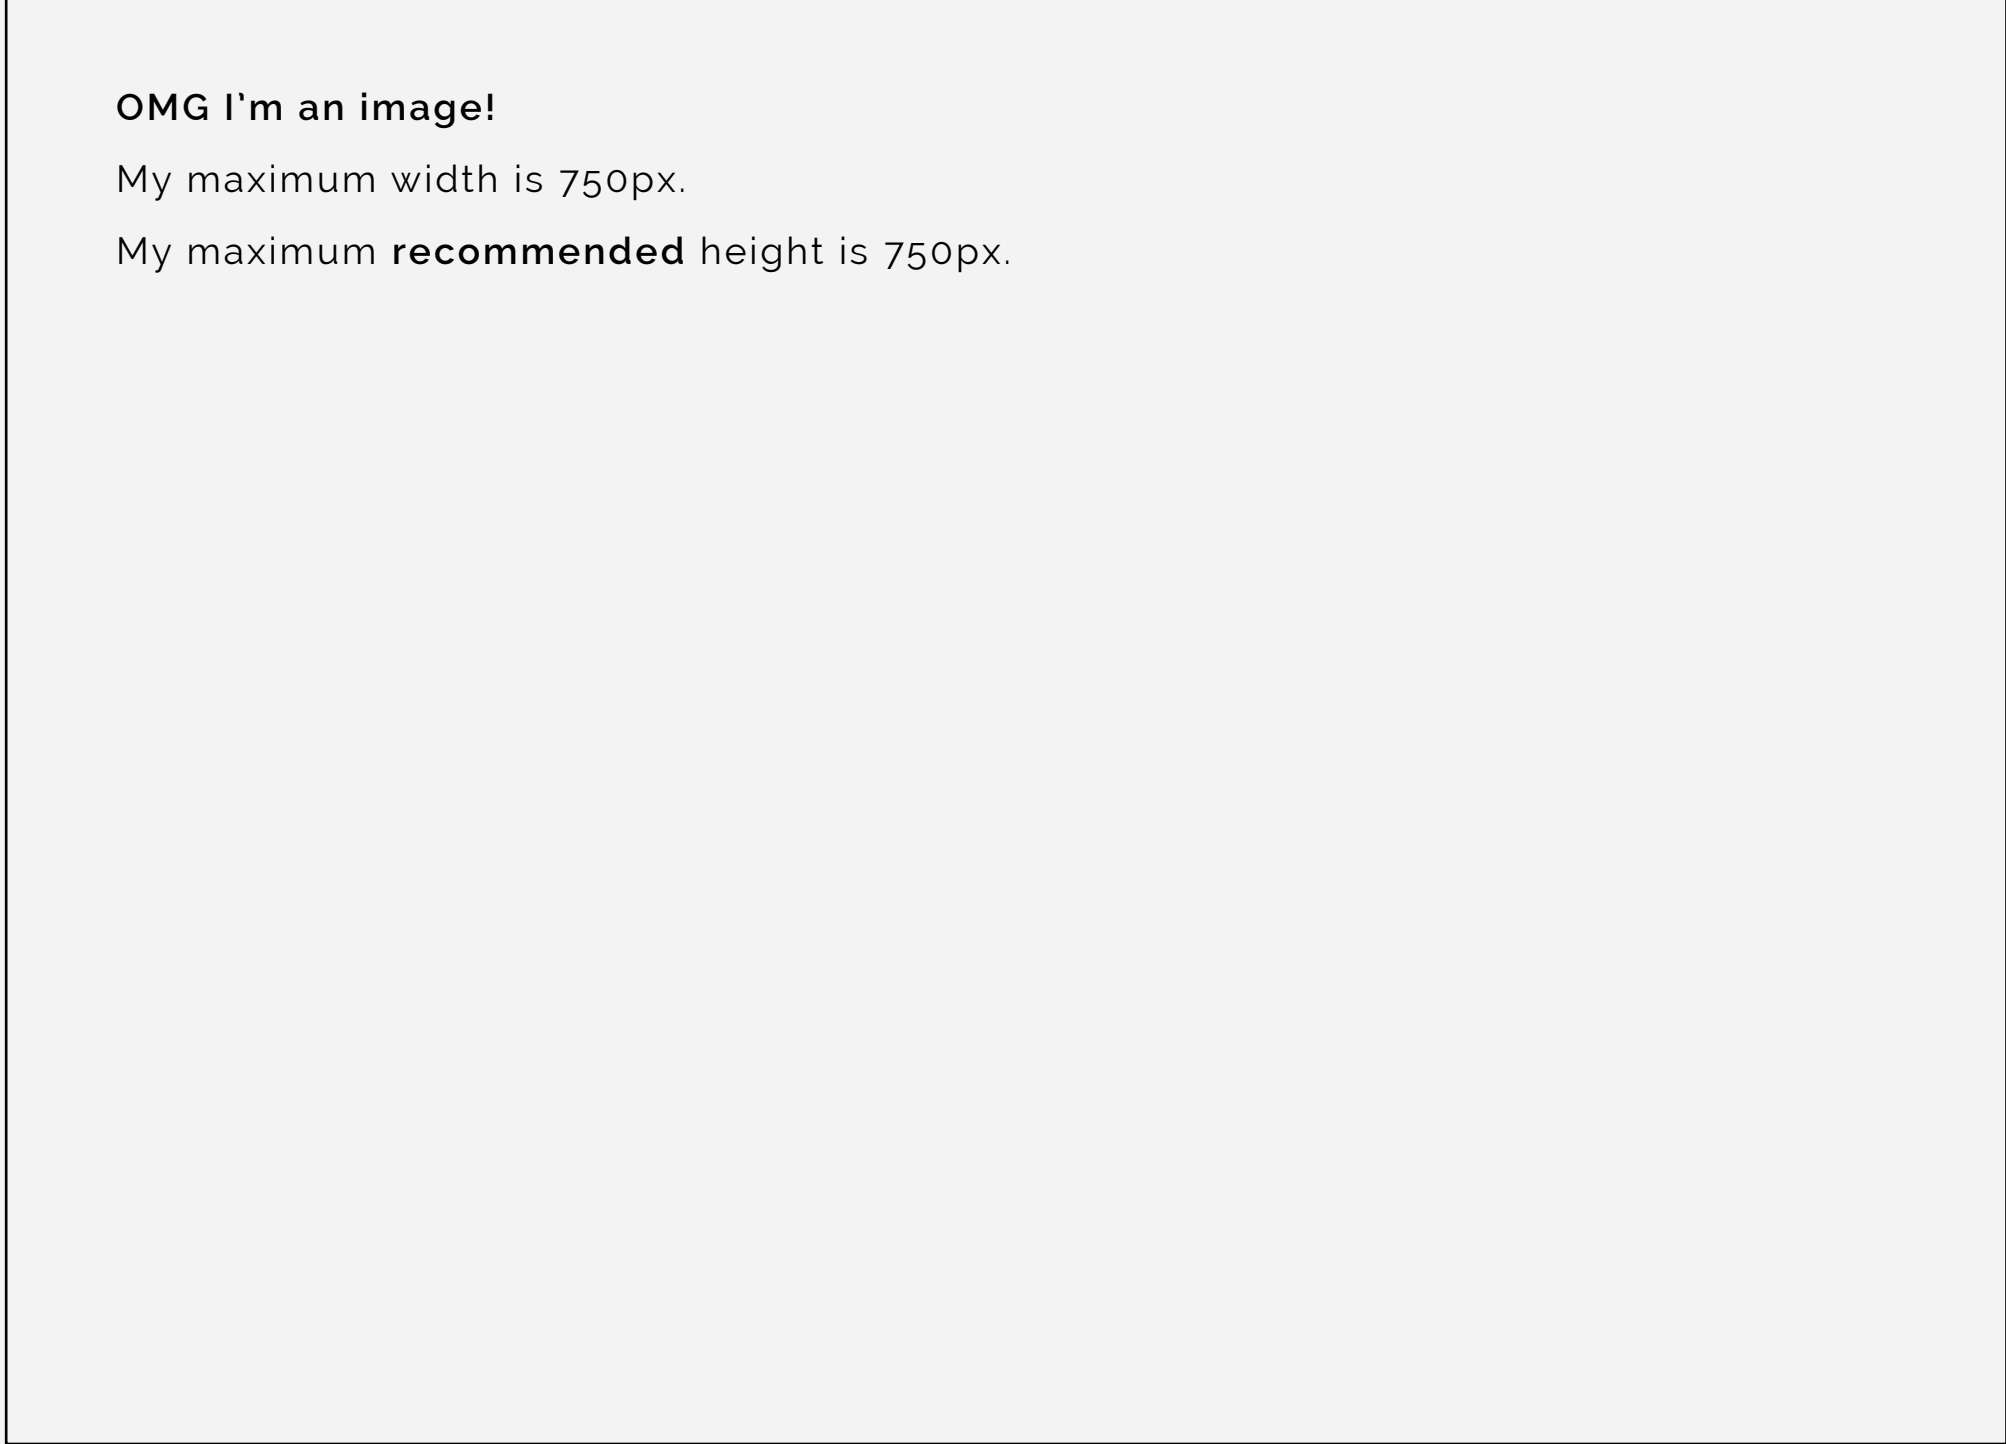 OMG I'm an image!
My maximum width is 750px.
My maximum recommended height is 750px.